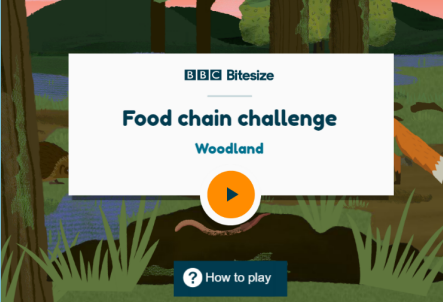 BBC Bitesize
Food chain challenge
Woodland
? How to play